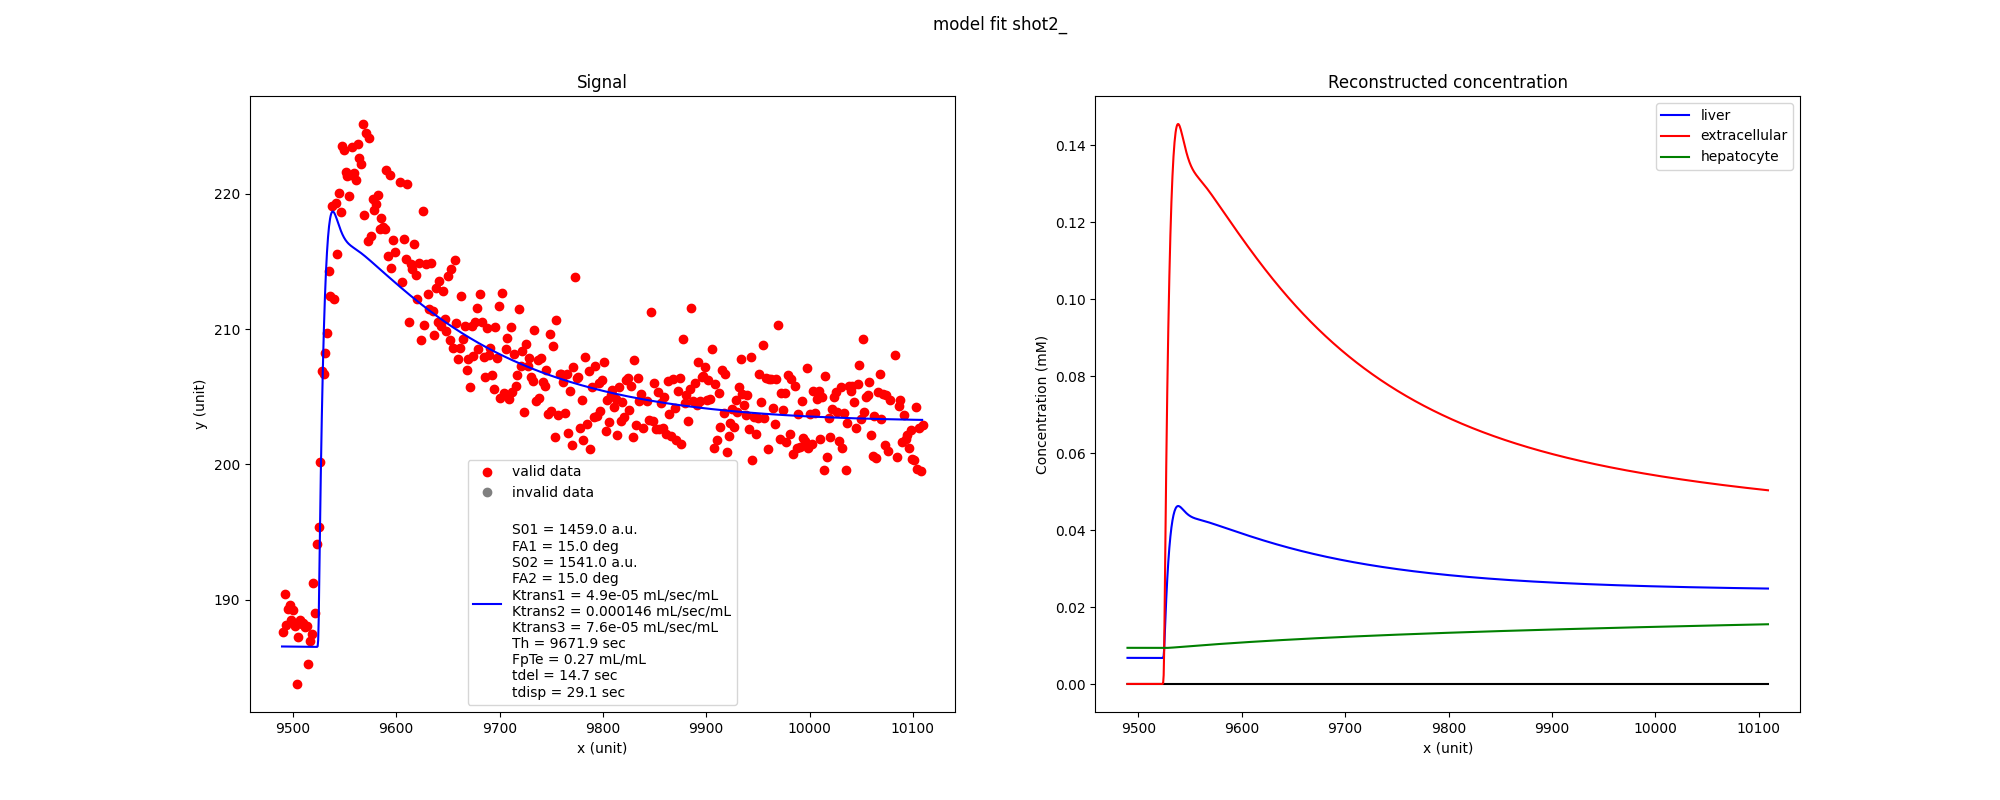 model fit shot2_
Signal
y (unit)
220
210
200
190
valid data
invalid data
S01 = 1459.0 a.u.
FA1 = 15.0 deg
S02 = 1541.0 a.u.
FA2 = 15.0 deg
Ktrans1 = 4.9e-05 mL/sec/mL
Ktrans2 = 0.000146 mL/sec/mL
Ktrans3 = 7.6e-05 mL/sec/mL
Th = 9671.9 sec
FpTe = 0.27 mL/mL
tdel = 14.7 sec
tdisp = 29.1 sec
9500 9600 9700 9800 9900 10000 10100
x (unit)
Reconstructed concentration
Concentration (mM)
0.14
0.12
0.10
0.08
0.06
0.04
0.02
0.00
liver
extracellular
hepatocyte
9500 9600 9700 9800 9900 10000 10100
x (unit)